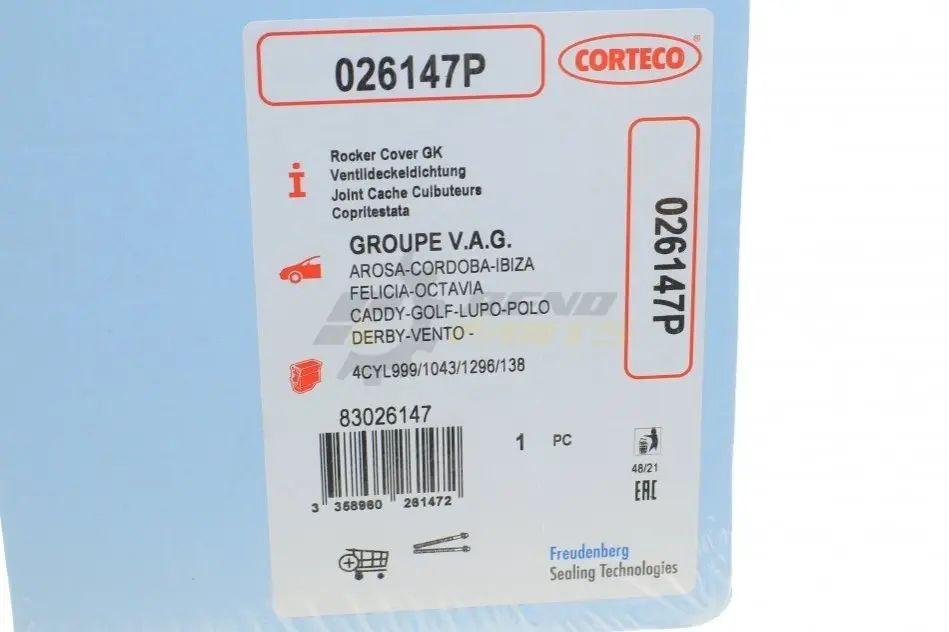 026147P
CORTECO®
026147P
i
Rocker Cover GK
Ventildeckeldichtung
Joint Cache Culbuteurs
Copritestata
GROUPE V.A.G.
AROSA-CORDOBA-IBIZA
FELICIA-OCTAVIA
CADDY-GOLF-LUPO-POLO
DERBY-VENTO -
4CYL999/1043/1296/138
83026147
1 PC
3 358960 261472
48/21
EAC
Freudenberg
Sealing Technologies
PARTS